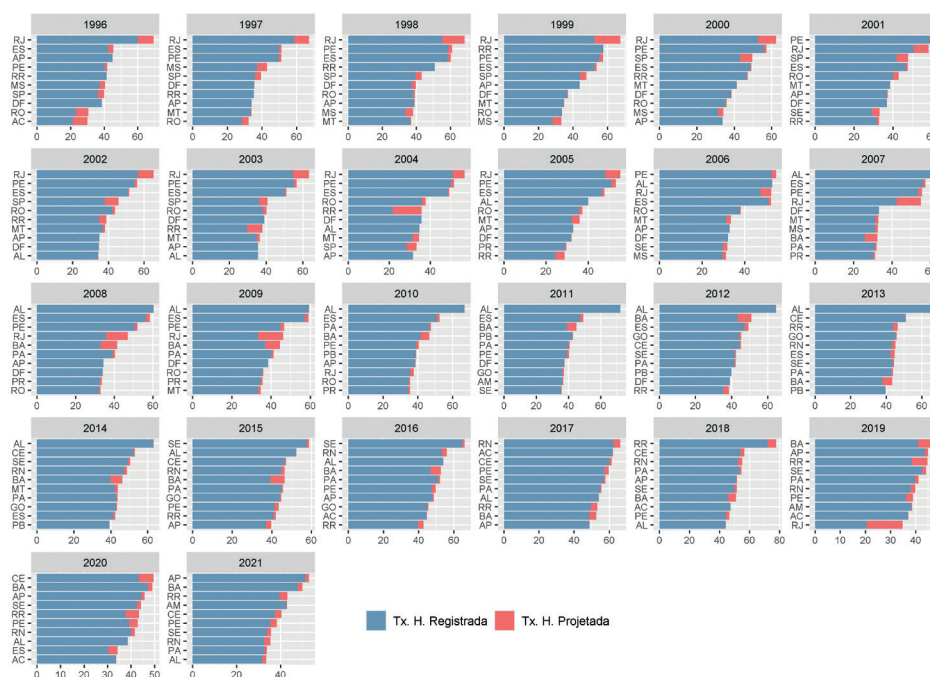 1996
RJ
ES
AP
PE
RR
MS
SP
DF
RO
AC
0 20 40 60
1997
RJ
ES
PE
MS
SP
DF
RR
AP
MT
RO
0 20 40 60
1998
RJ
PE
ES
RR
SP
DF
RO
AP
MS
MT
0 20 40 60
1999
RJ
RR
PE
ES
SP
AP
DF
MT
RO
MS
0 20 40 60
2000
RJ
PE
SP
ES
RR
MT
DF
RO
MS
AP
0 20 40 60
2001
PE
RJ
SP
ES
RO
MT
AP
DF
SE
RR
0 20 40 60
2002
RJ
PE
ES
SP
RO
RR
MT
AP
DF
AL
0 20 40 60
2003
RJ
PE
ES
SP
RO
DF
RR
MT
AP
AL
0 20 40 60
2004
RJ
PE
ES
RO
RR
DF
AL
MT
SP
AP
0 20 40 60
2005
RJ
PE
ES
AL
RO
MT
DF
AP
SP
RR
0 20 40 60
2006
PE
AL
RJ
ES
RO
MT
AP
DF
SE
MS
0 20 40 60
2007
AL
ES
PE
RJ
DF
MT
MS
BA
PA
PR
0 20 40 60
2008
AL
ES
PE
RJ
BA
PA
AP
DF
PR
RO
0 20 40 60
2009
AL
ES
PE
RJ
BA
PA
DF
RO
PR
MT
0 20 40 60
2010
AL
ES
PA
BA
PE
PB
AP
RJ
RO
PR
0 20 40 60
2011
AL
ES
BA
PB
PA
PE
DF
GO
AM
SE
0 20 40 60
2012
AL
BA
ES
GO
CE
SE
PA
PB
DF
RR
0 20 40 60
2013
AL
CE
RR
GO
RN
ES
SE
PA
BA
PB
0 20 40 60
2014
AL
CE
SE
RN
BA
MT
PA
GO
ES
PB
0 20 40 60
2015
SE
AL
CE
RN
BA
PA
GO
PE
RR
AP
0 20 40 60
2016
SE
RN
AL
BA
PA
PE
AP
GO
AC
RR
0 20 40 60
2017
RN
AC
CE
PE
SE
PA
AL
RR
BA
AP
0 20 40 60
2018
RR
CE
RN
PA
AP
SE
BA
AC
PE
AL
0 20 40 60 80
2019
BA
AP
RR
SE
PA
RN
PE
AM
AC
RJ
0 10 20 30 40
2020
CE
BA
AP
SE
RR
PE
RN
AL
ES
AC
0 10 20 30 40 50
2021
AP
BA
RR
AM
CE
PE
SE
RN
PA
AL
0 20 40
Tx. H. Registrada
Tx. H. Projetada